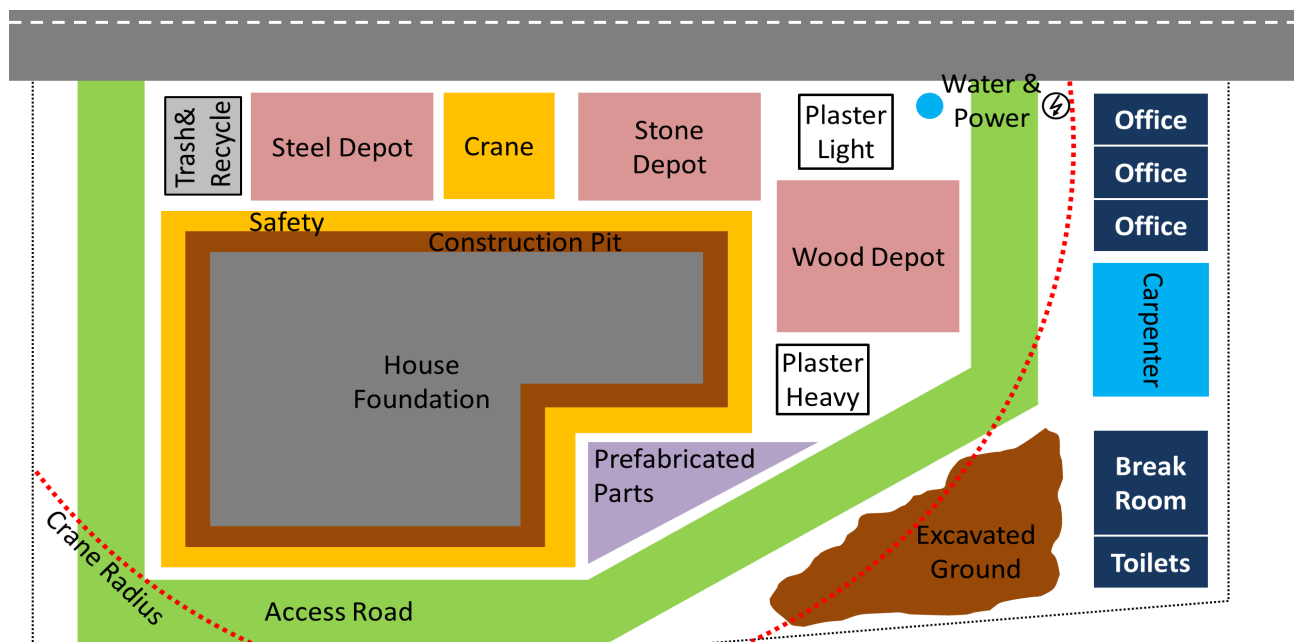 Trash&
Recycle
Steel Depot
Crane
Stone
Depot
Plaster
Light
Water &
Power
Office
Office
Office
Safety
Construction Pit
Wood Depot
Carpenter
House
Foundation
Plaster
Heavy
Prefabricated
Parts
Break
Room
Excavated
Ground
Toilets
Crane Radius
Access Road